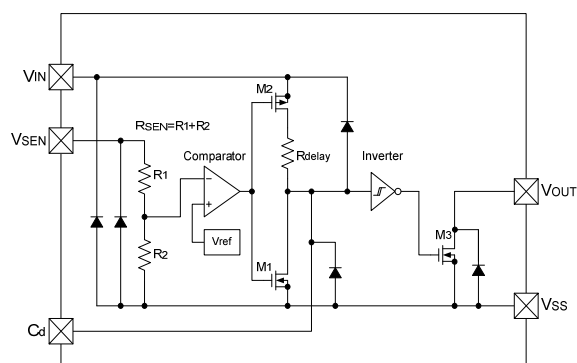 VIN
M2
VSEN
RSEN=R1+R2
Comparator
Rdelay
Inverter
R1
−
+
VOUT
Vref
M3
R2
M1
VSS
Cd